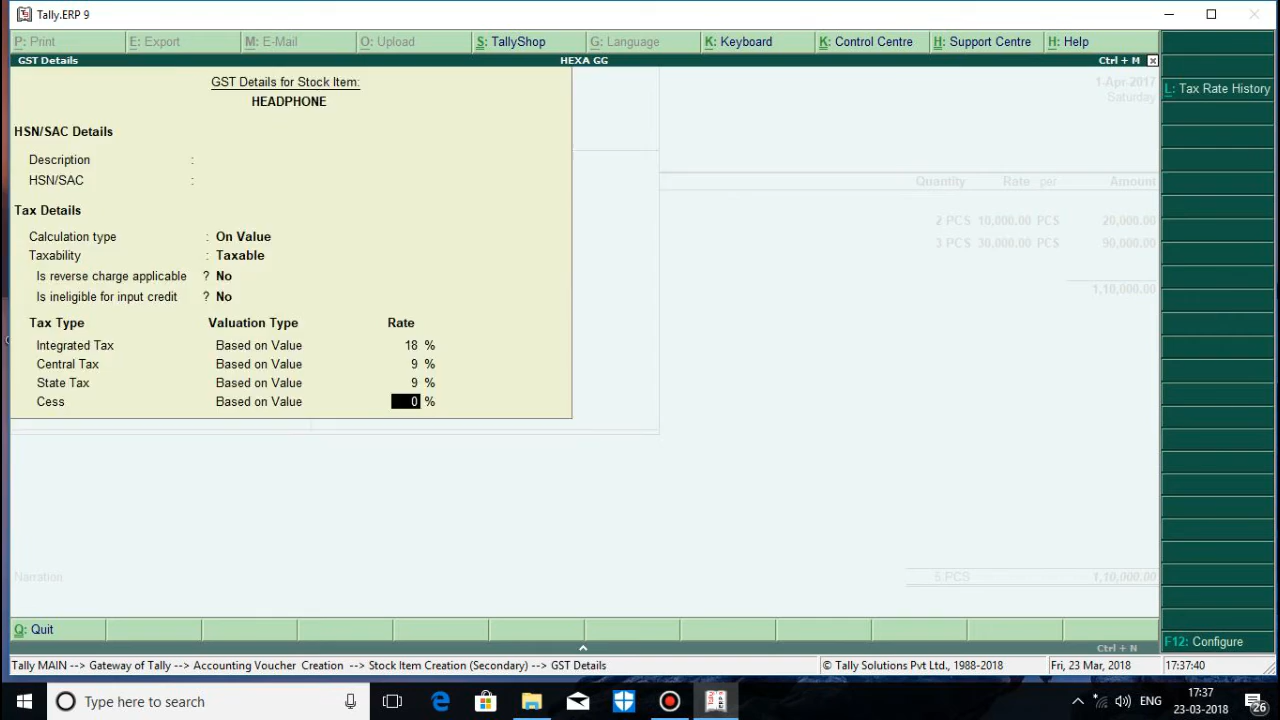 Tally.ERP 9
P: Print E: Export M: E-Mail O: Upload S: TallyShop G: Language K: Keyboard K: Control Centre H: Support Centre H: Help
GST Details HEXA GG Ctrl + M
GST Details for Stock Item:
HEADPHONE
1-Apr-2017
Saturday
L: Tax Rate History
HSN/SAC Details
Description :
HSN/SAC :
Quantity Rate per Amount
Tax Details
2 PCS 10,000.00 PCS 20,000.00
Calculation type : On Value
3 PCS 30,000.00 PCS 90,000.00
Taxability : Taxable
Is reverse charge applicable ? No
1,10,000.00
Is ineligible for input credit ? No
Tax Type Valuation Type Rate
Integrated Tax Based on Value 18 %
Central Tax Based on Value 9 %
State Tax Based on Value 9 %
Cess Based on Value 0 %
Narration 5 PCS 1,10,000.00
Q: Quit
F12: Configure
Ctrl + N
Tally MAIN --> Gateway of Tally --> Accounting Voucher Creation --> Stock Item Creation (Secondary) --> GST Details © Tally Solutions Pvt Ltd., 1988-2018 Fri, 23 Mar, 2018 17:37:40
Type here to search
ENG
17:37
23-03-2018
26